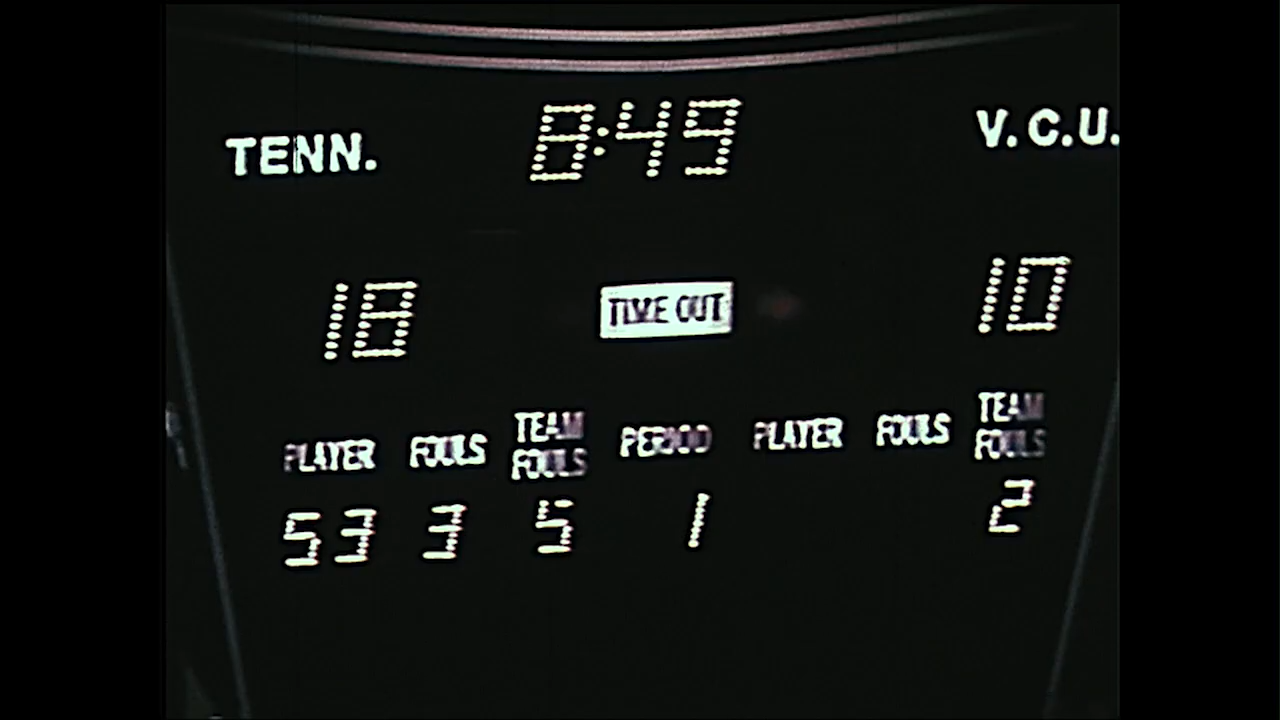 TENN. 8:49 V.C.U.
18 TIME OUT 10
PLAYER FOULS TEAM FOULS PERIOD PLAYER FOULS TEAM FOULS
53 3 5 1 2